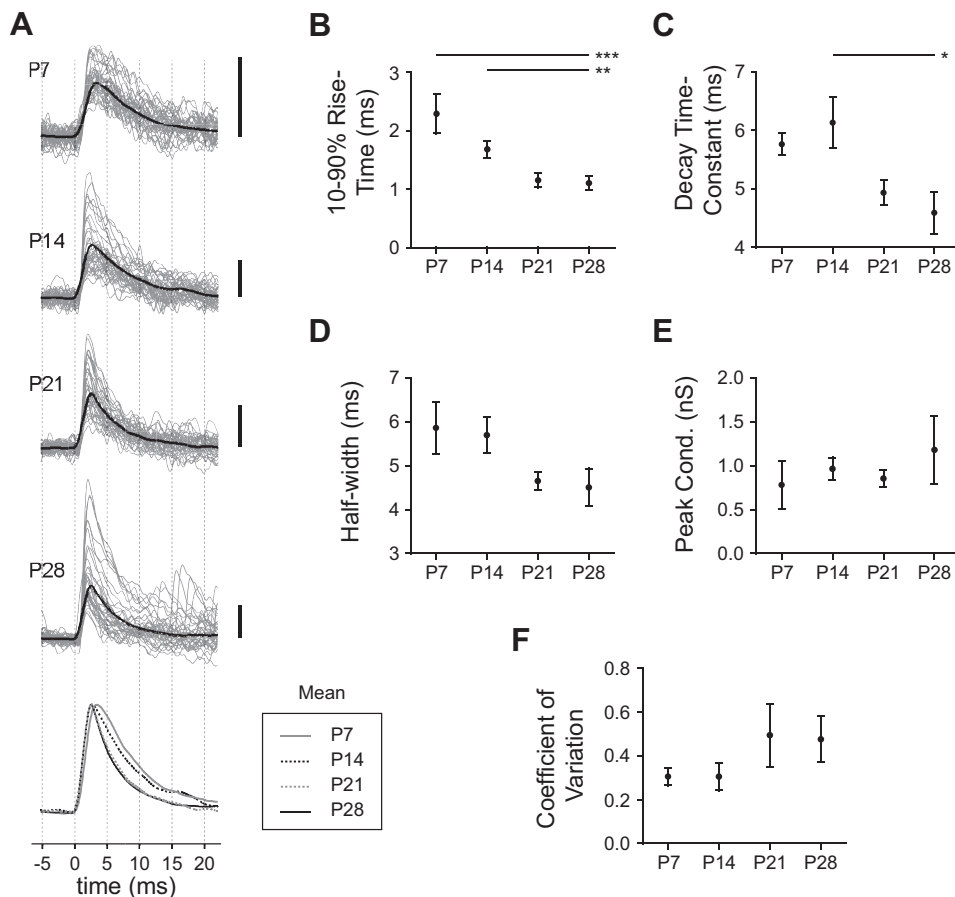 A
P7
P14
P21
P28
Mean
P7
P14
P21
P28
-5 0 5 10 15 20
time (ms)
B
***
**
10-90% Rise-
Time (ms)
3
2
1
0
P7 P14 P21 P28
C
*
Decay Time-
Constant (ms)
7
6
5
4
P7 P14 P21 P28
D
Half-width (ms)
7
6
5
4
3
P7 P14 P21 P28
E
Peak Cond. (nS)
2.0
1.5
1.0
0.5
0.0
P7 P14 P21 P28
F
Coefficient of
Variation
0.8
0.6
0.4
0.2
0.0
P7 P14 P21 P28